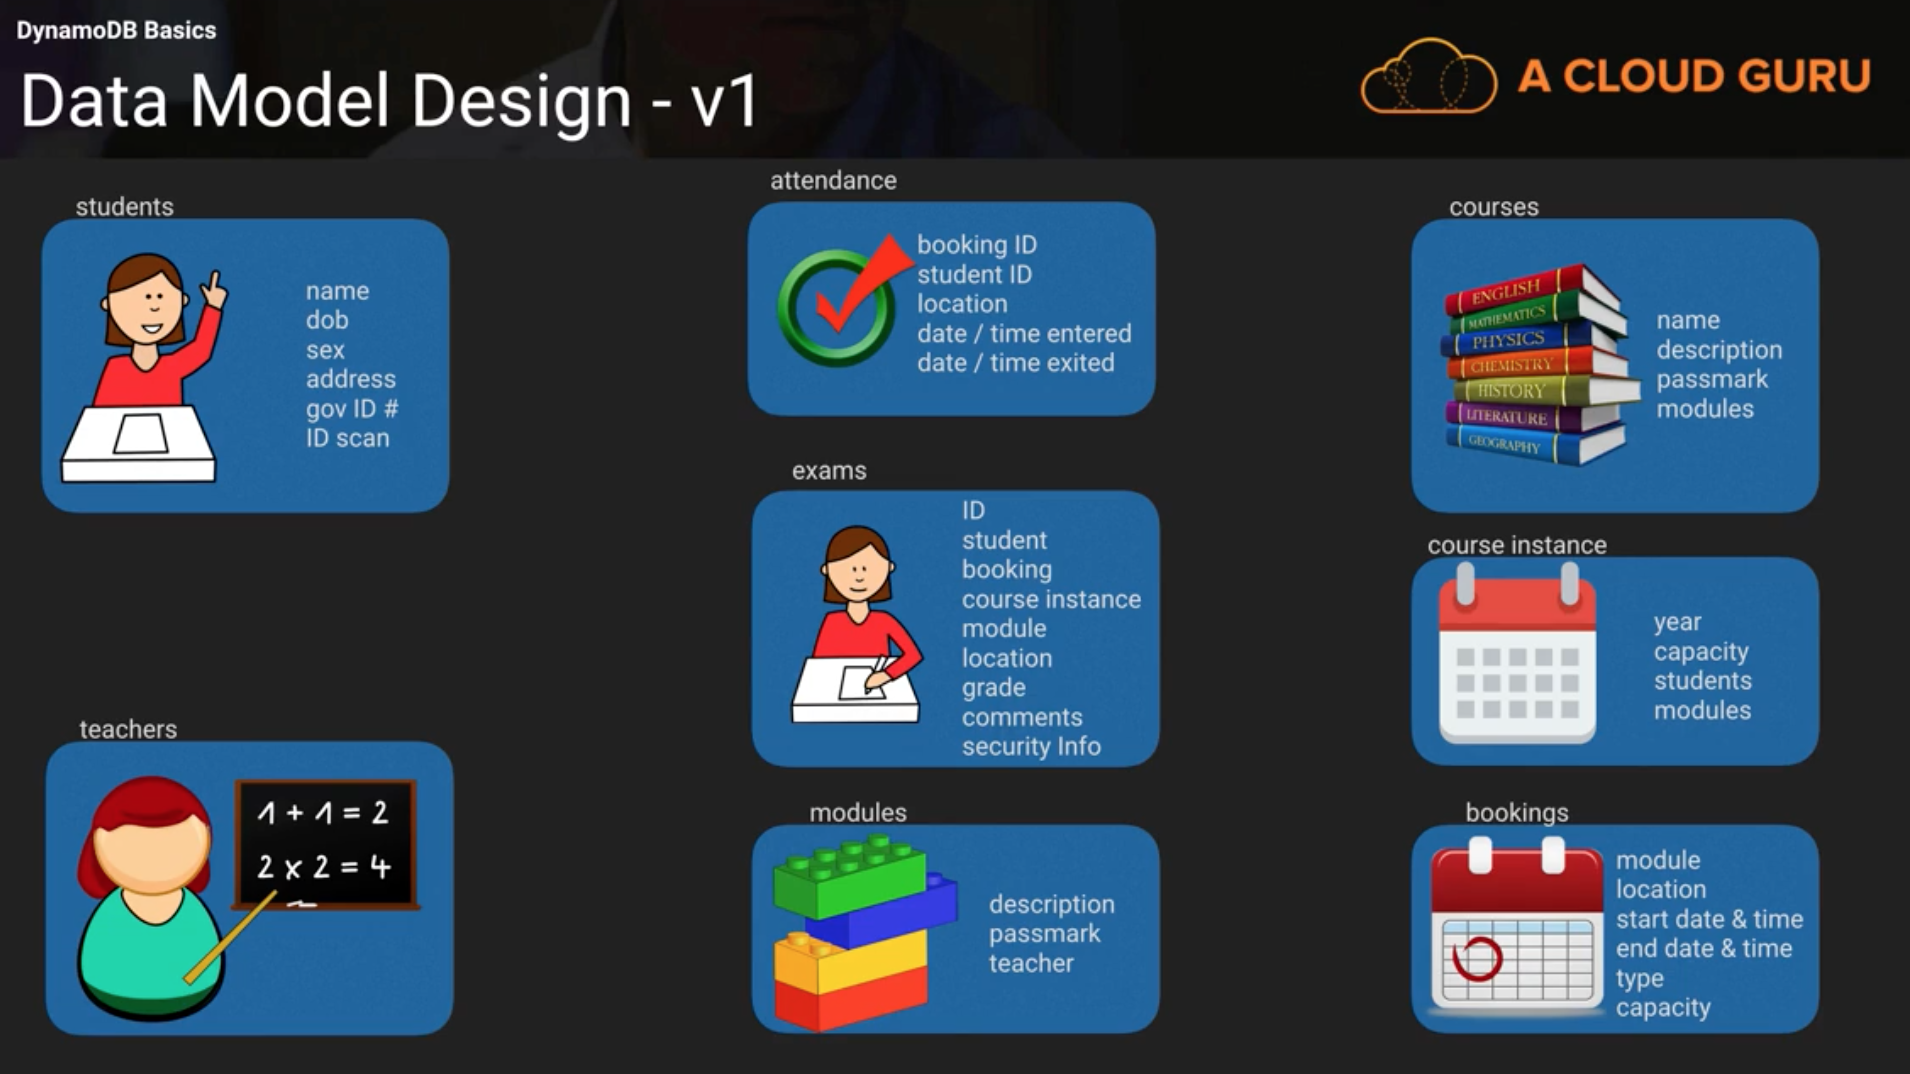 DynamoDB Basics
Data Model Design - v1
A CLOUD GURU
students
name
dob
sex
address
gov ID #
ID scan
attendance
booking ID
student ID
location
date / time entered
date / time exited
courses
ENGLISH
MATHEMATICS
PHYSICS
CHEMISTRY
HISTORY
LITERATURE
GEOGRAPHY
name
description
passmark
modules
exams
ID
student
booking
course instance
module
location
grade
comments
security Info
course instance
year
capacity
students
modules
teachers
1 + 1 = 2
2 x 2 = 4
modules
description
passmark
teacher
bookings
module
location
start date & time
end date & time
type
capacity